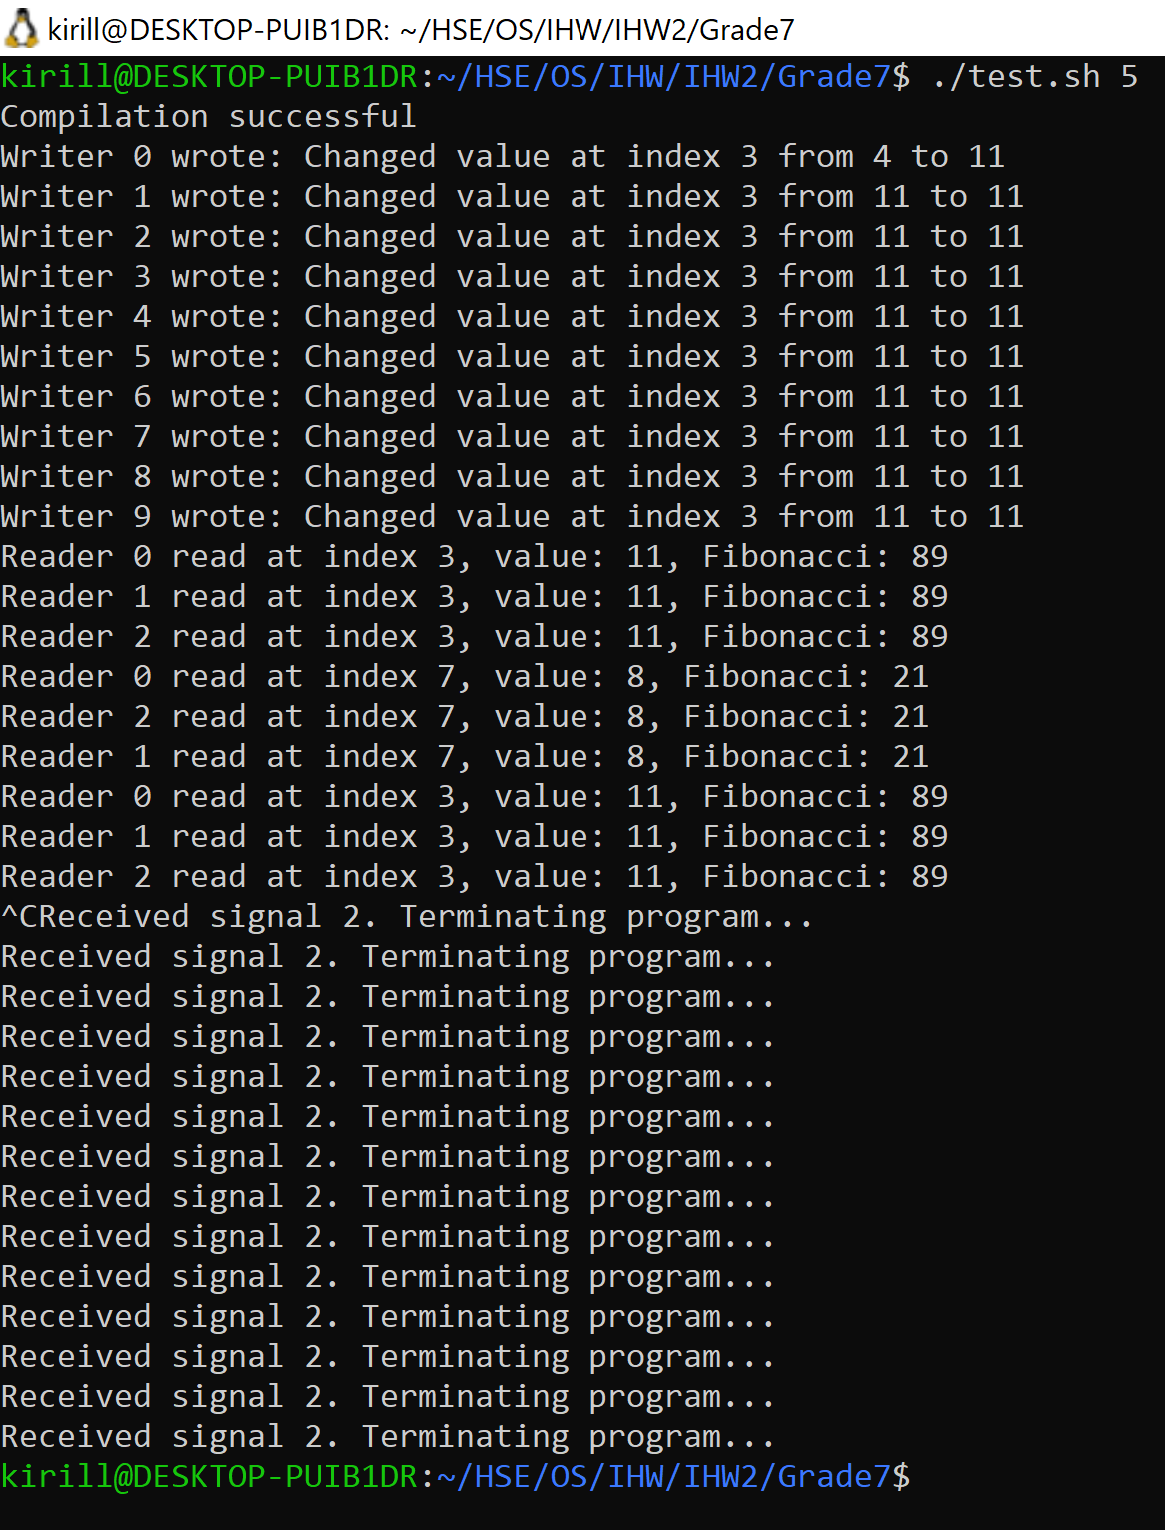 kirill@DESKTOP-PUIB1DR: ~/HSE/OS/IHW/IHW2/Grade7
kirill@DESKTOP-PUIB1DR:~/HSE/OS/IHW/IHW2/Grade7$ ./test.sh 5
Compilation successful
Writer 0 wrote: Changed value at index 3 from 4 to 11
Writer 1 wrote: Changed value at index 3 from 11 to 11
Writer 2 wrote: Changed value at index 3 from 11 to 11
Writer 3 wrote: Changed value at index 3 from 11 to 11
Writer 4 wrote: Changed value at index 3 from 11 to 11
Writer 5 wrote: Changed value at index 3 from 11 to 11
Writer 6 wrote: Changed value at index 3 from 11 to 11
Writer 7 wrote: Changed value at index 3 from 11 to 11
Writer 8 wrote: Changed value at index 3 from 11 to 11
Writer 9 wrote: Changed value at index 3 from 11 to 11
Reader 0 read at index 3, value: 11, Fibonacci: 89
Reader 1 read at index 3, value: 11, Fibonacci: 89
Reader 2 read at index 3, value: 11, Fibonacci: 89
Reader 0 read at index 7, value: 8, Fibonacci: 21
Reader 2 read at index 7, value: 8, Fibonacci: 21
Reader 1 read at index 7, value: 8, Fibonacci: 21
Reader 0 read at index 3, value: 11, Fibonacci: 89
Reader 1 read at index 3, value: 11, Fibonacci: 89
Reader 2 read at index 3, value: 11, Fibonacci: 89
^CReceived signal 2. Terminating program...
Received signal 2. Terminating program...
Received signal 2. Terminating program...
Received signal 2. Terminating program...
Received signal 2. Terminating program...
Received signal 2. Terminating program...
Received signal 2. Terminating program...
Received signal 2. Terminating program...
Received signal 2. Terminating program...
Received signal 2. Terminating program...
Received signal 2. Terminating program...
Received signal 2. Terminating program...
Received signal 2. Terminating program...
Received signal 2. Terminating program...
kirill@DESKTOP-PUIB1DR:~/HSE/OS/IHW/IHW2/Grade7$